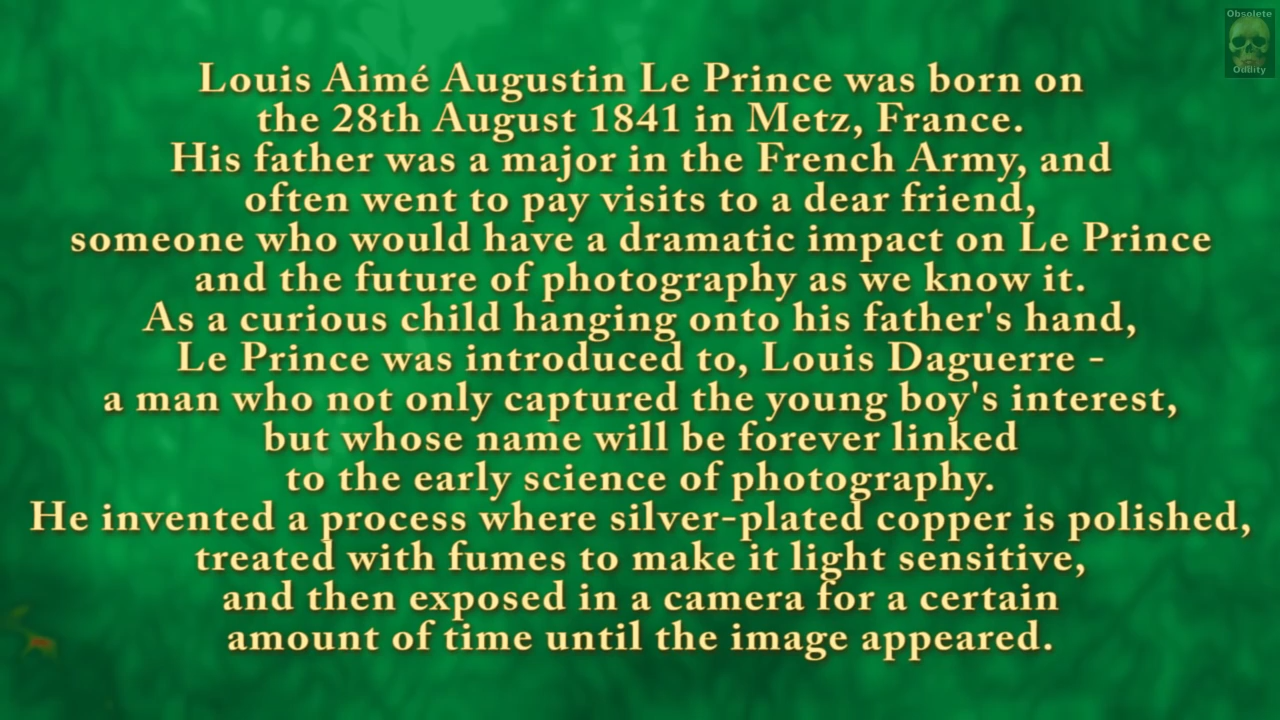 Obsolete
Oddity
Louis Aimé Augustin Le Prince was born on
the 28th August 1841 in Metz, France.
His father was a major in the French Army, and
often went to pay visits to a dear friend,
someone who would have a dramatic impact on Le Prince
and the future of photography as we know it.
As a curious child hanging onto his father's hand,
Le Prince was introduced to, Louis Daguerre -
a man who not only captured the young boy's interest,
but whose name will be forever linked
to the early science of photography.
He invented a process where silver-plated copper is polished,
treated with fumes to make it light sensitive,
and then exposed in a camera for a certain
amount of time until the image appeared.